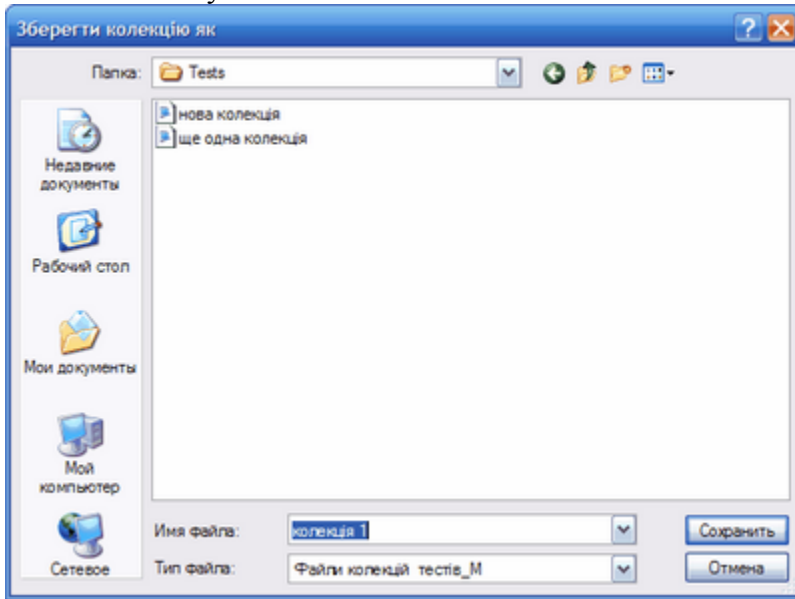 Зберегти колекцію як
Папка: Tests
нова колекція
ще одна колекція
Недавние
документы
Рабочий стол
Мои документы
Мой
компьютер
Сетевое
Имя файла: колекція 1 Сохранить
Тип файла: Файли колекцій тестів_М Отмена